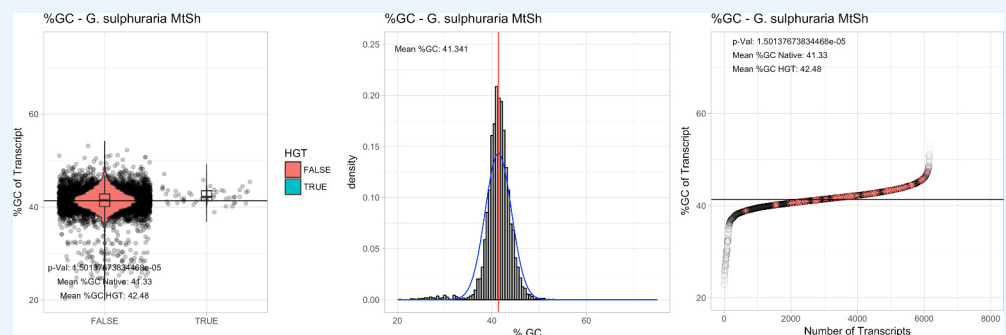 %GC - G. sulphuraria MtSh
%GC of Transcript
60
40
20
p-Val: 1.50137673834468e-05
Mean %GC Native: 41.33
Mean %GC HGT: 42.48
FALSE
TRUE
HGT
FALSE
TRUE
%GC - G. sulphuraria MtSh
Mean %GC: 41.341
density
0.25
0.20
0.15
0.10
0.05
0.00
20
40
60
% GC
%GC - G. sulphuraria MtSh
p-Val: 1.50137673834468e-05
Mean %GC Native: 41.33
Mean %GC HGT: 42.48
%GC of Transcript
80
60
40
20
0
2000
4000
6000
8000
Number of Transcripts